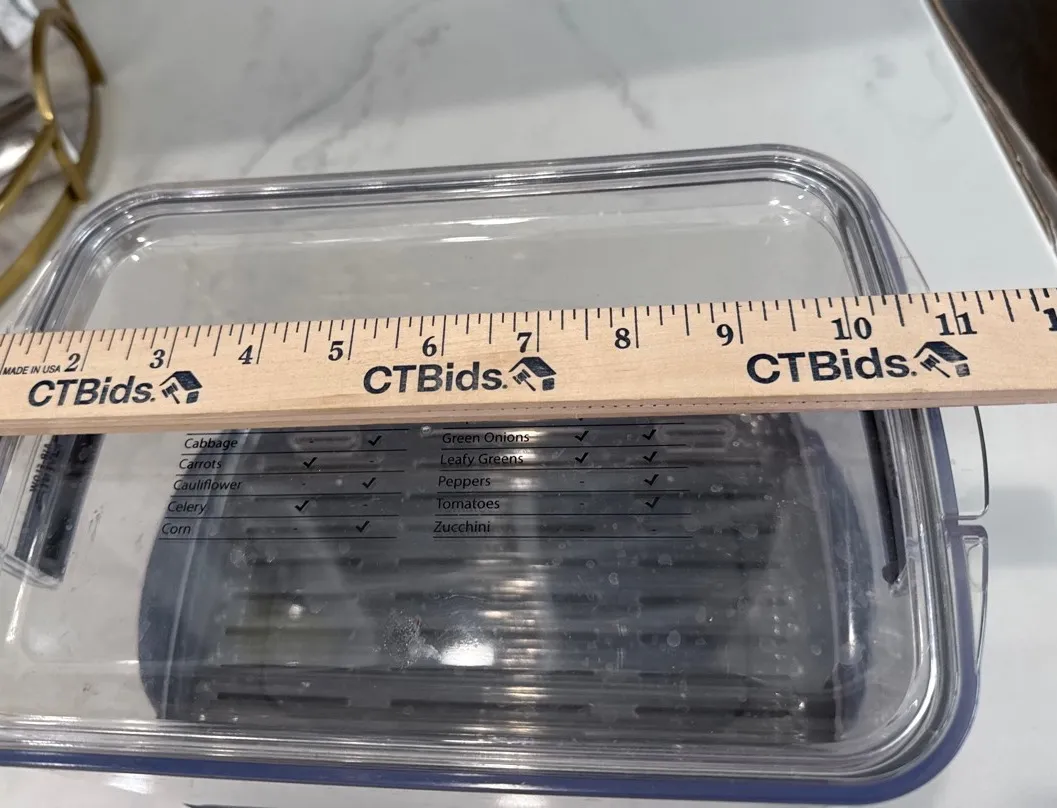 2 3 4 5 6 7 8 9 10 11
MADE IN USA
CTBids. CTBids. CTBids.
Cabbage - ✓
Carrots ✓ -
Cauliflower - ✓
Celery ✓ -
Corn - ✓
Green Onions ✓ ✓
Leafy Greens ✓ ✓
Peppers - ✓
Tomatoes - ✓
Zucchini - -